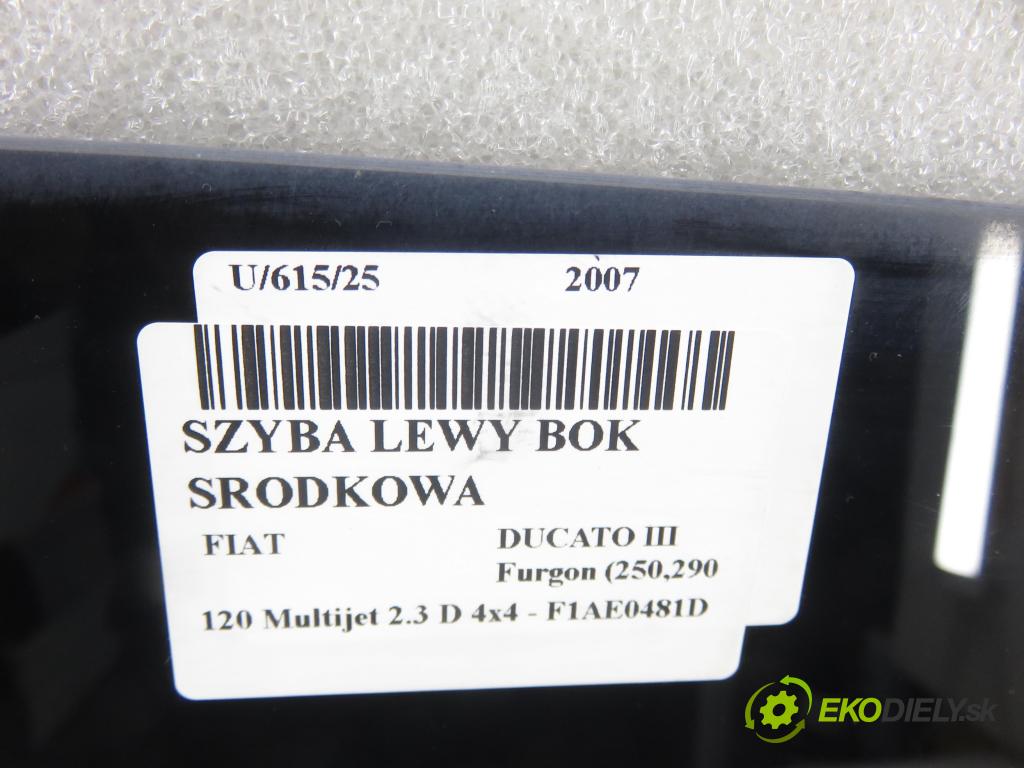 U/615/25 2007
SZYBA LEWY BOK
SRODKOWA
FIAT DUCATO III
Furgon (250,290
120 Multijet 2.3 D 4x4 - F1AE0481D
EKODIELY.sk